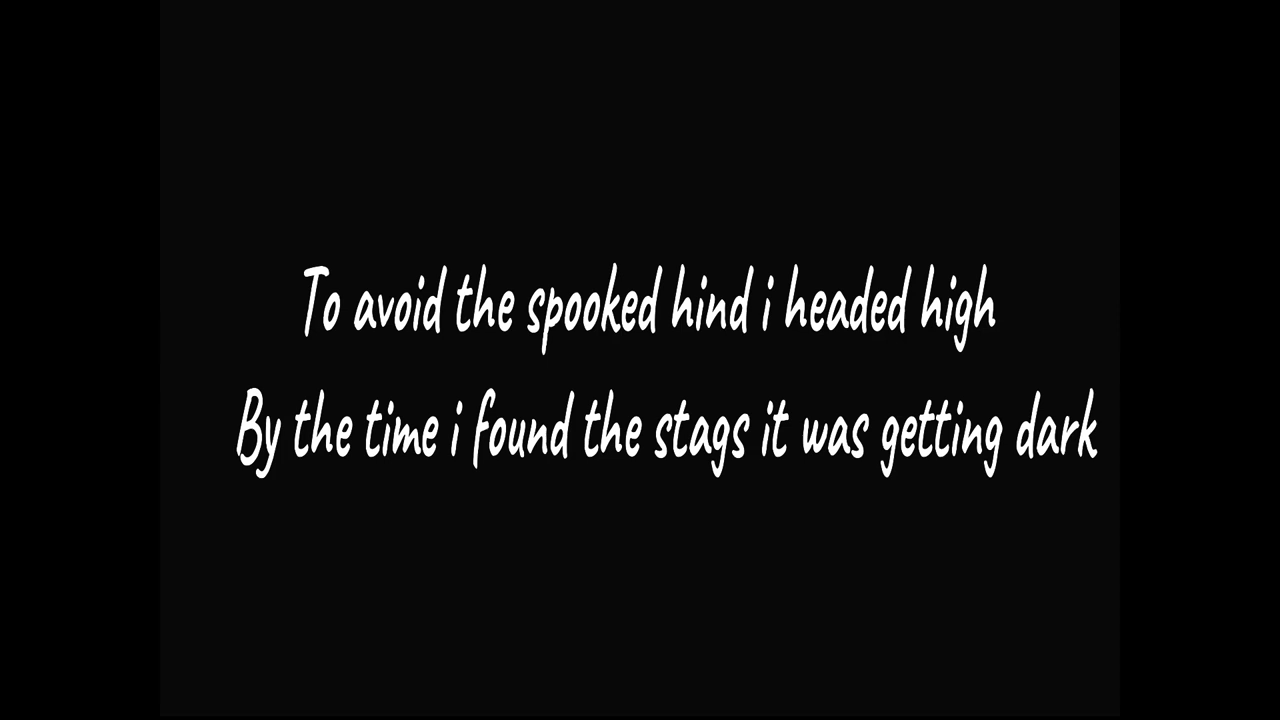 To avoid the spooked hind i headed high
By the time i found the stags it was getting dark